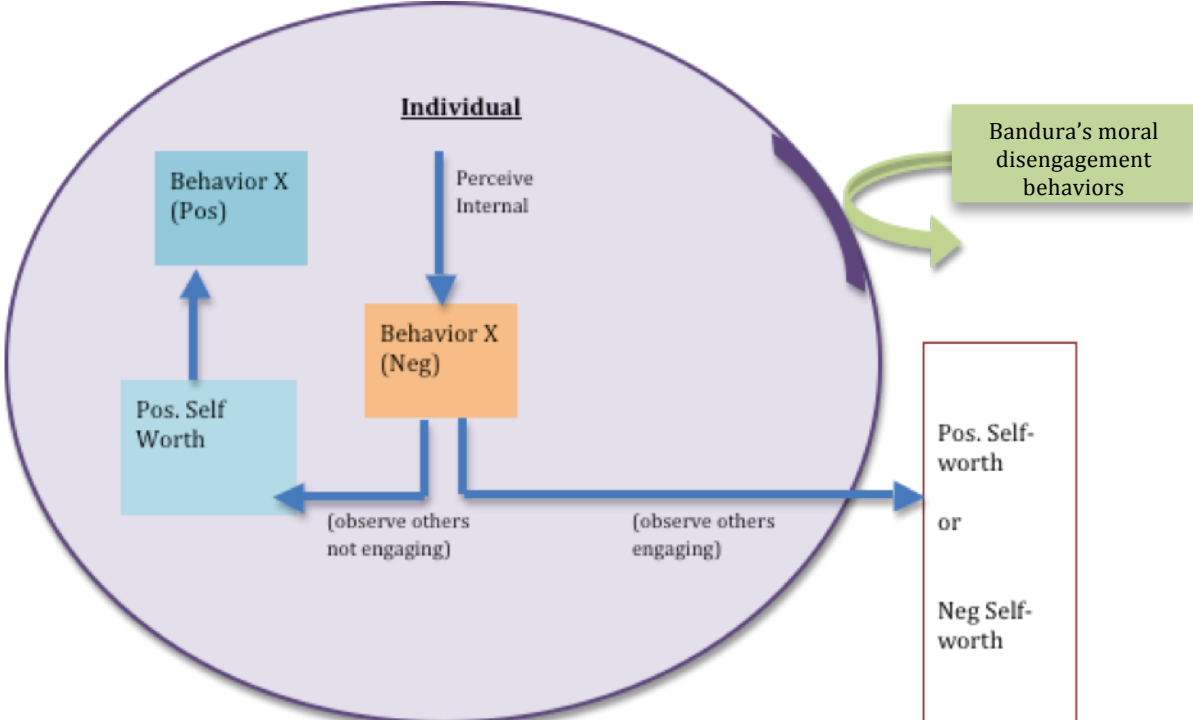 Individual
Bandura’s moral
disengagement
behaviors
Behavior X
(Pos)
Perceive
Internal
Behavior X
(Neg)
Pos. Self
Worth
(observe others
not engaging)
(observe others
engaging)
Pos. Self-
worth
or
Neg Self-
worth